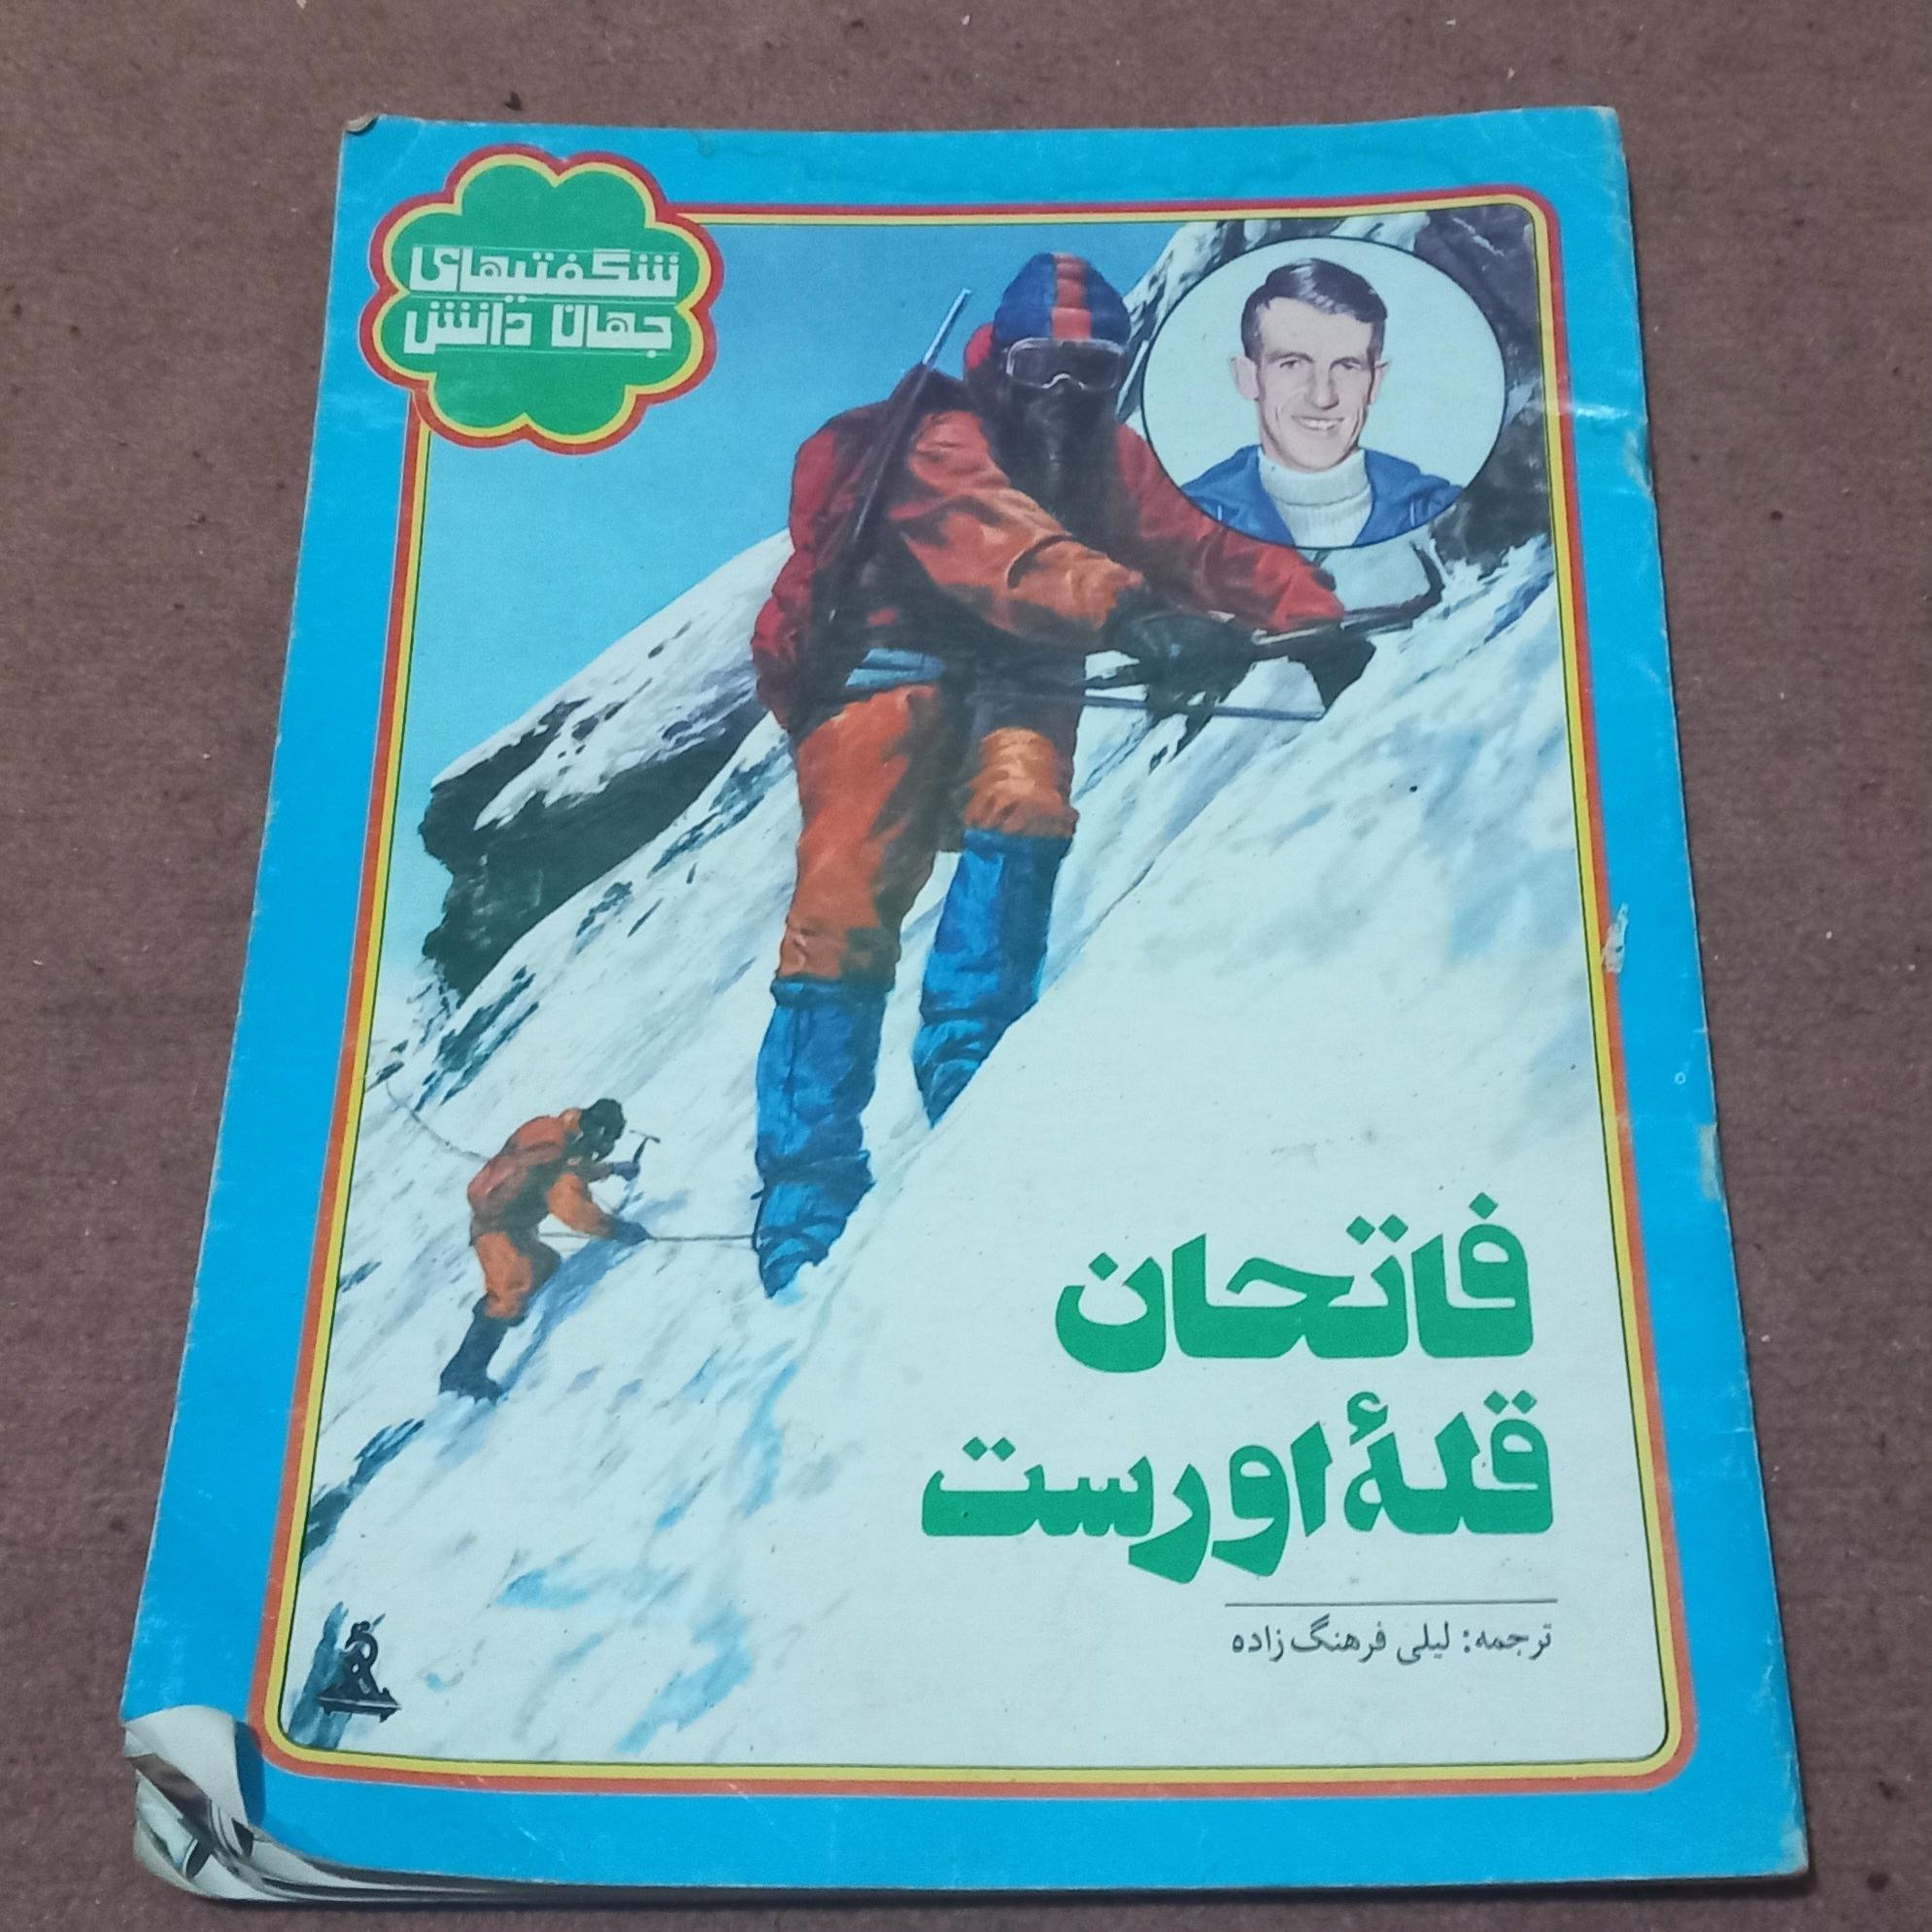 شگفتیهای
جهان دانش
فاتحان
قلهٔ اورست
ترجمه: لیلی فرهنگ زاده